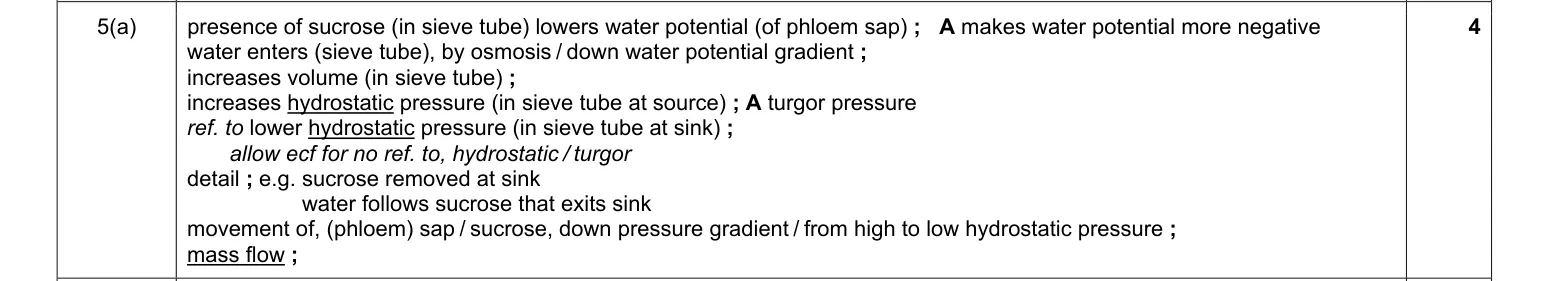 5(a) presence of sucrose (in sieve tube) lowers water potential (of phloem sap) ; A makes water potential more negative 4
water enters (sieve tube), by osmosis / down water potential gradient ;
increases volume (in sieve tube) ;
increases hydrostatic pressure (in sieve tube at source) ; A turgor pressure
ref. to lower hydrostatic pressure (in sieve tube at sink) ;
allow ecf for no ref. to, hydrostatic / turgor
detail ; e.g. sucrose removed at sink
water follows sucrose that exits sink
movement of, (phloem) sap / sucrose, down pressure gradient / from high to low hydrostatic pressure ;
mass flow ;